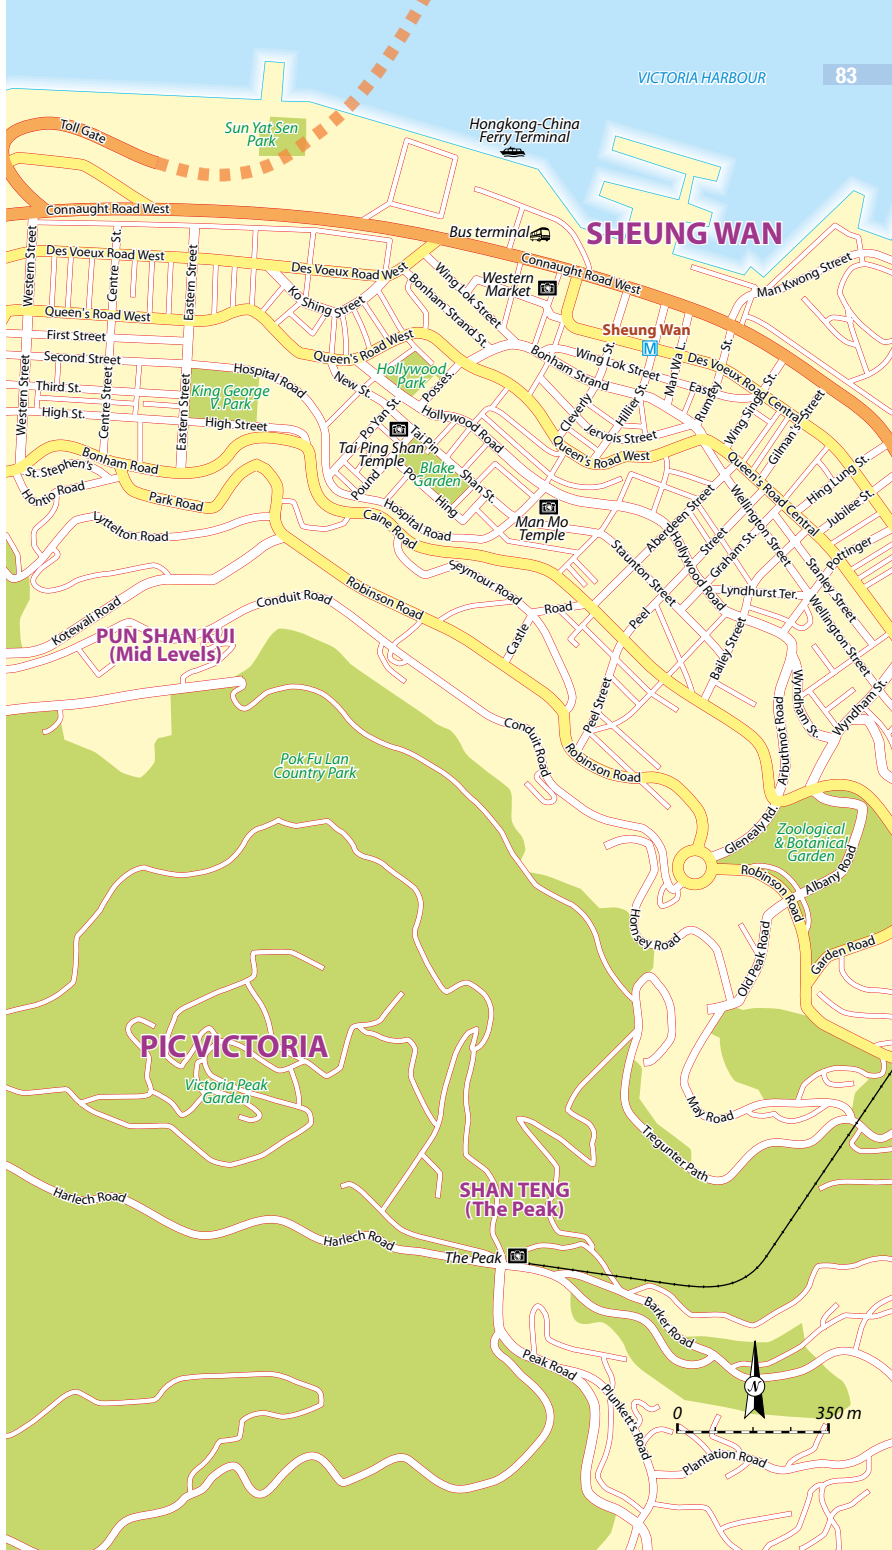 VICTORIA HARBOUR
83
Hongkong-China
Ferry Terminal
Sun Yat Sen
Park
Toll Gate
Connaught Road West
Bus terminal
SHEUNG WAN
Western Street
Centre St.
Eastern Street
Des Voeux Road West
Des Voeux Road West
Connaught Road West
Man Kwong Street
Western
Market
Wing Lok Street
Bonham Strand St.
Ko Shing Street
Queen's Road West
Queen's Road West
Sheung Wan
M
First Street
Second Street
Third St.
High St.
High Street
Western Street
Centre Street
Eastern Street
Hospital Road
King George
V. Park
New St.
Hollywood
Park
Posses.
Bonham Strand
Wing Lok Street
Des Voeux Road Central
Man Wa L.
East
Rumsey St.
Wing Sing St.
Gilman's Street
Cleverly St.
Hillier St.
Jervois Street
Queen's Road West
Po Yan St.
Hollywood Road
Tai Ping Shan
Temple
Tai Pin Shan St.
Blake
Garden
Pound
Po Hing
Man Mo
Temple
Queen's Road Central
Hing Lung St.
Jubilee St.
Pottinger
St. Stephen's
Bonham Road
Hontio Road
Park Road
Lyttelton Road
Hospital Road
Caine Road
Aberdeen Street
Wellington Street
Hollywood Road
Street
Graham St.
Stanley Street
Staunton Street
Lyndhurst Ter.
Wellington Street
Seymour Road
Robinson Road
Conduit Road
Kotewali Road
PUN SHAN KUI
(Mid Levels)
Castle
Road
Peel
Bailey Street
Wyndham St.
Wyndham St.
Arbuthnot Road
Peel Street
Conduit Road
Robinson Road
Pok Fu Lan
Country Park
Glenealy Rd.
Zoological
& Botanical
Garden
Albany Road
Robinson Road
Hornsey Road
Old Peak Road
Garden Road
PIC VICTORIA
Victoria Peak
Garden
May Road
Tregunter Path
SHAN TENG
(The Peak)
Harlech Road
Harlech Road
The Peak
Barker Road
Peak Road
Plunkett's Road
N
0
350 m
Plantation Road